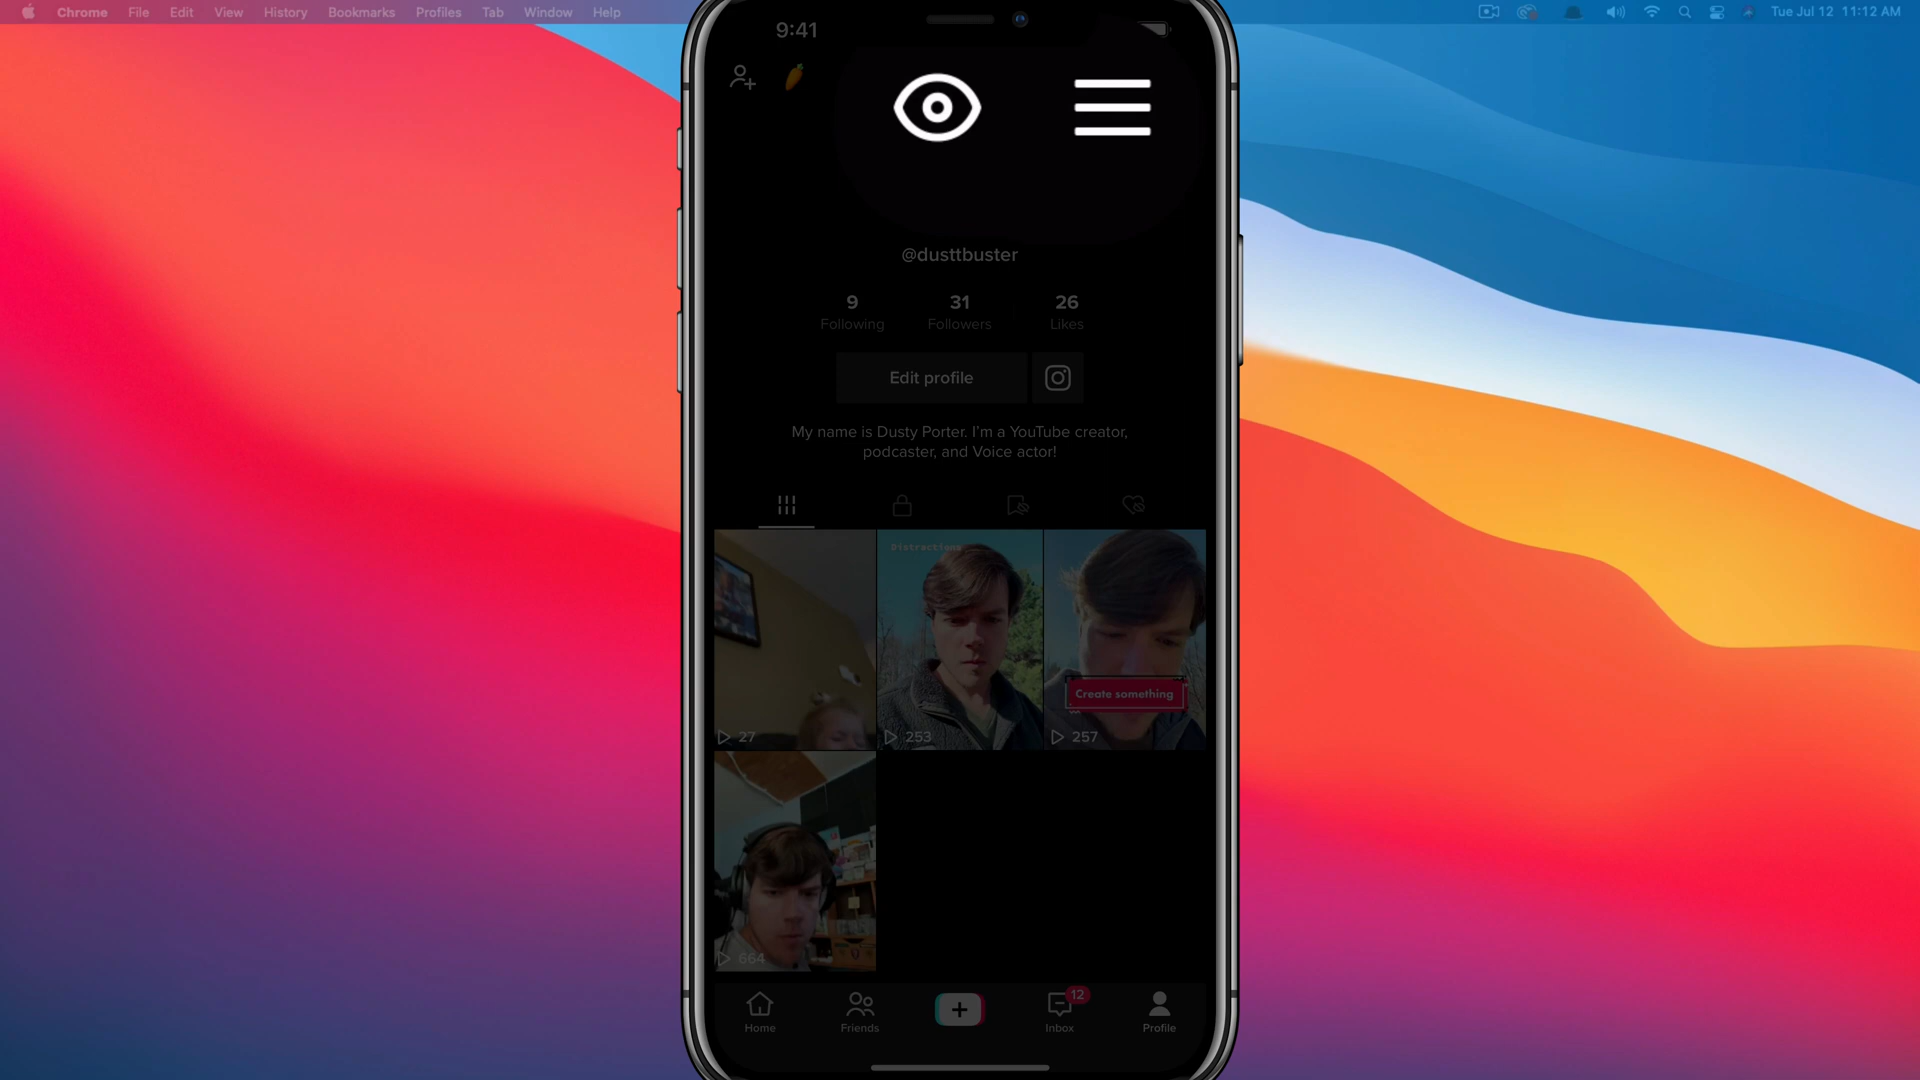 Chrome File Edit View History Bookmarks Profiles Tab Window Help
Tue Jul 12 11:12 AM
9:41
@dusttbuster
9 31 26
Following Followers Likes
Edit profile
My name is Dusty Porter. I'm a YouTube creator,
podcaster, and Voice actor!
Distractions
Create something
27 253 257
664
12
Home Friends Inbox Profile